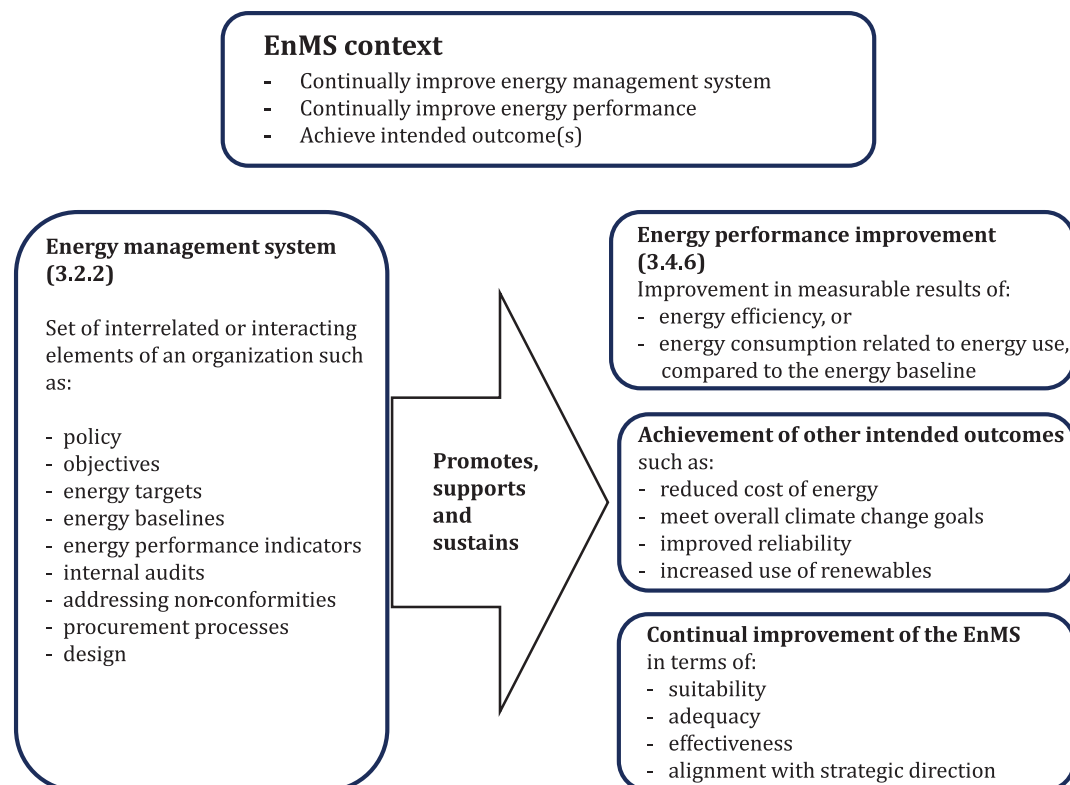 EnMS context
- Continually improve energy management system
- Continually improve energy performance
- Achieve intended outcome(s)
Energy management system
(3.2.2)
Set of interrelated or interacting
elements of an organization such
as:
- policy
- objectives
- energy targets
- energy baselines
- energy performance indicators
- internal audits
- addressing non-conformities
- procurement processes
- design
Promotes,
supports
and
sustains
Energy performance improvement
(3.4.6)
Improvement in measurable results of:
- energy efficiency, or
- energy consumption related to energy use,
compared to the energy baseline
Achievement of other intended outcomes
such as:
- reduced cost of energy
- meet overall climate change goals
- improved reliability
- increased use of renewables
Continual improvement of the EnMS
in terms of:
- suitability
- adequacy
- effectiveness
- alignment with strategic direction